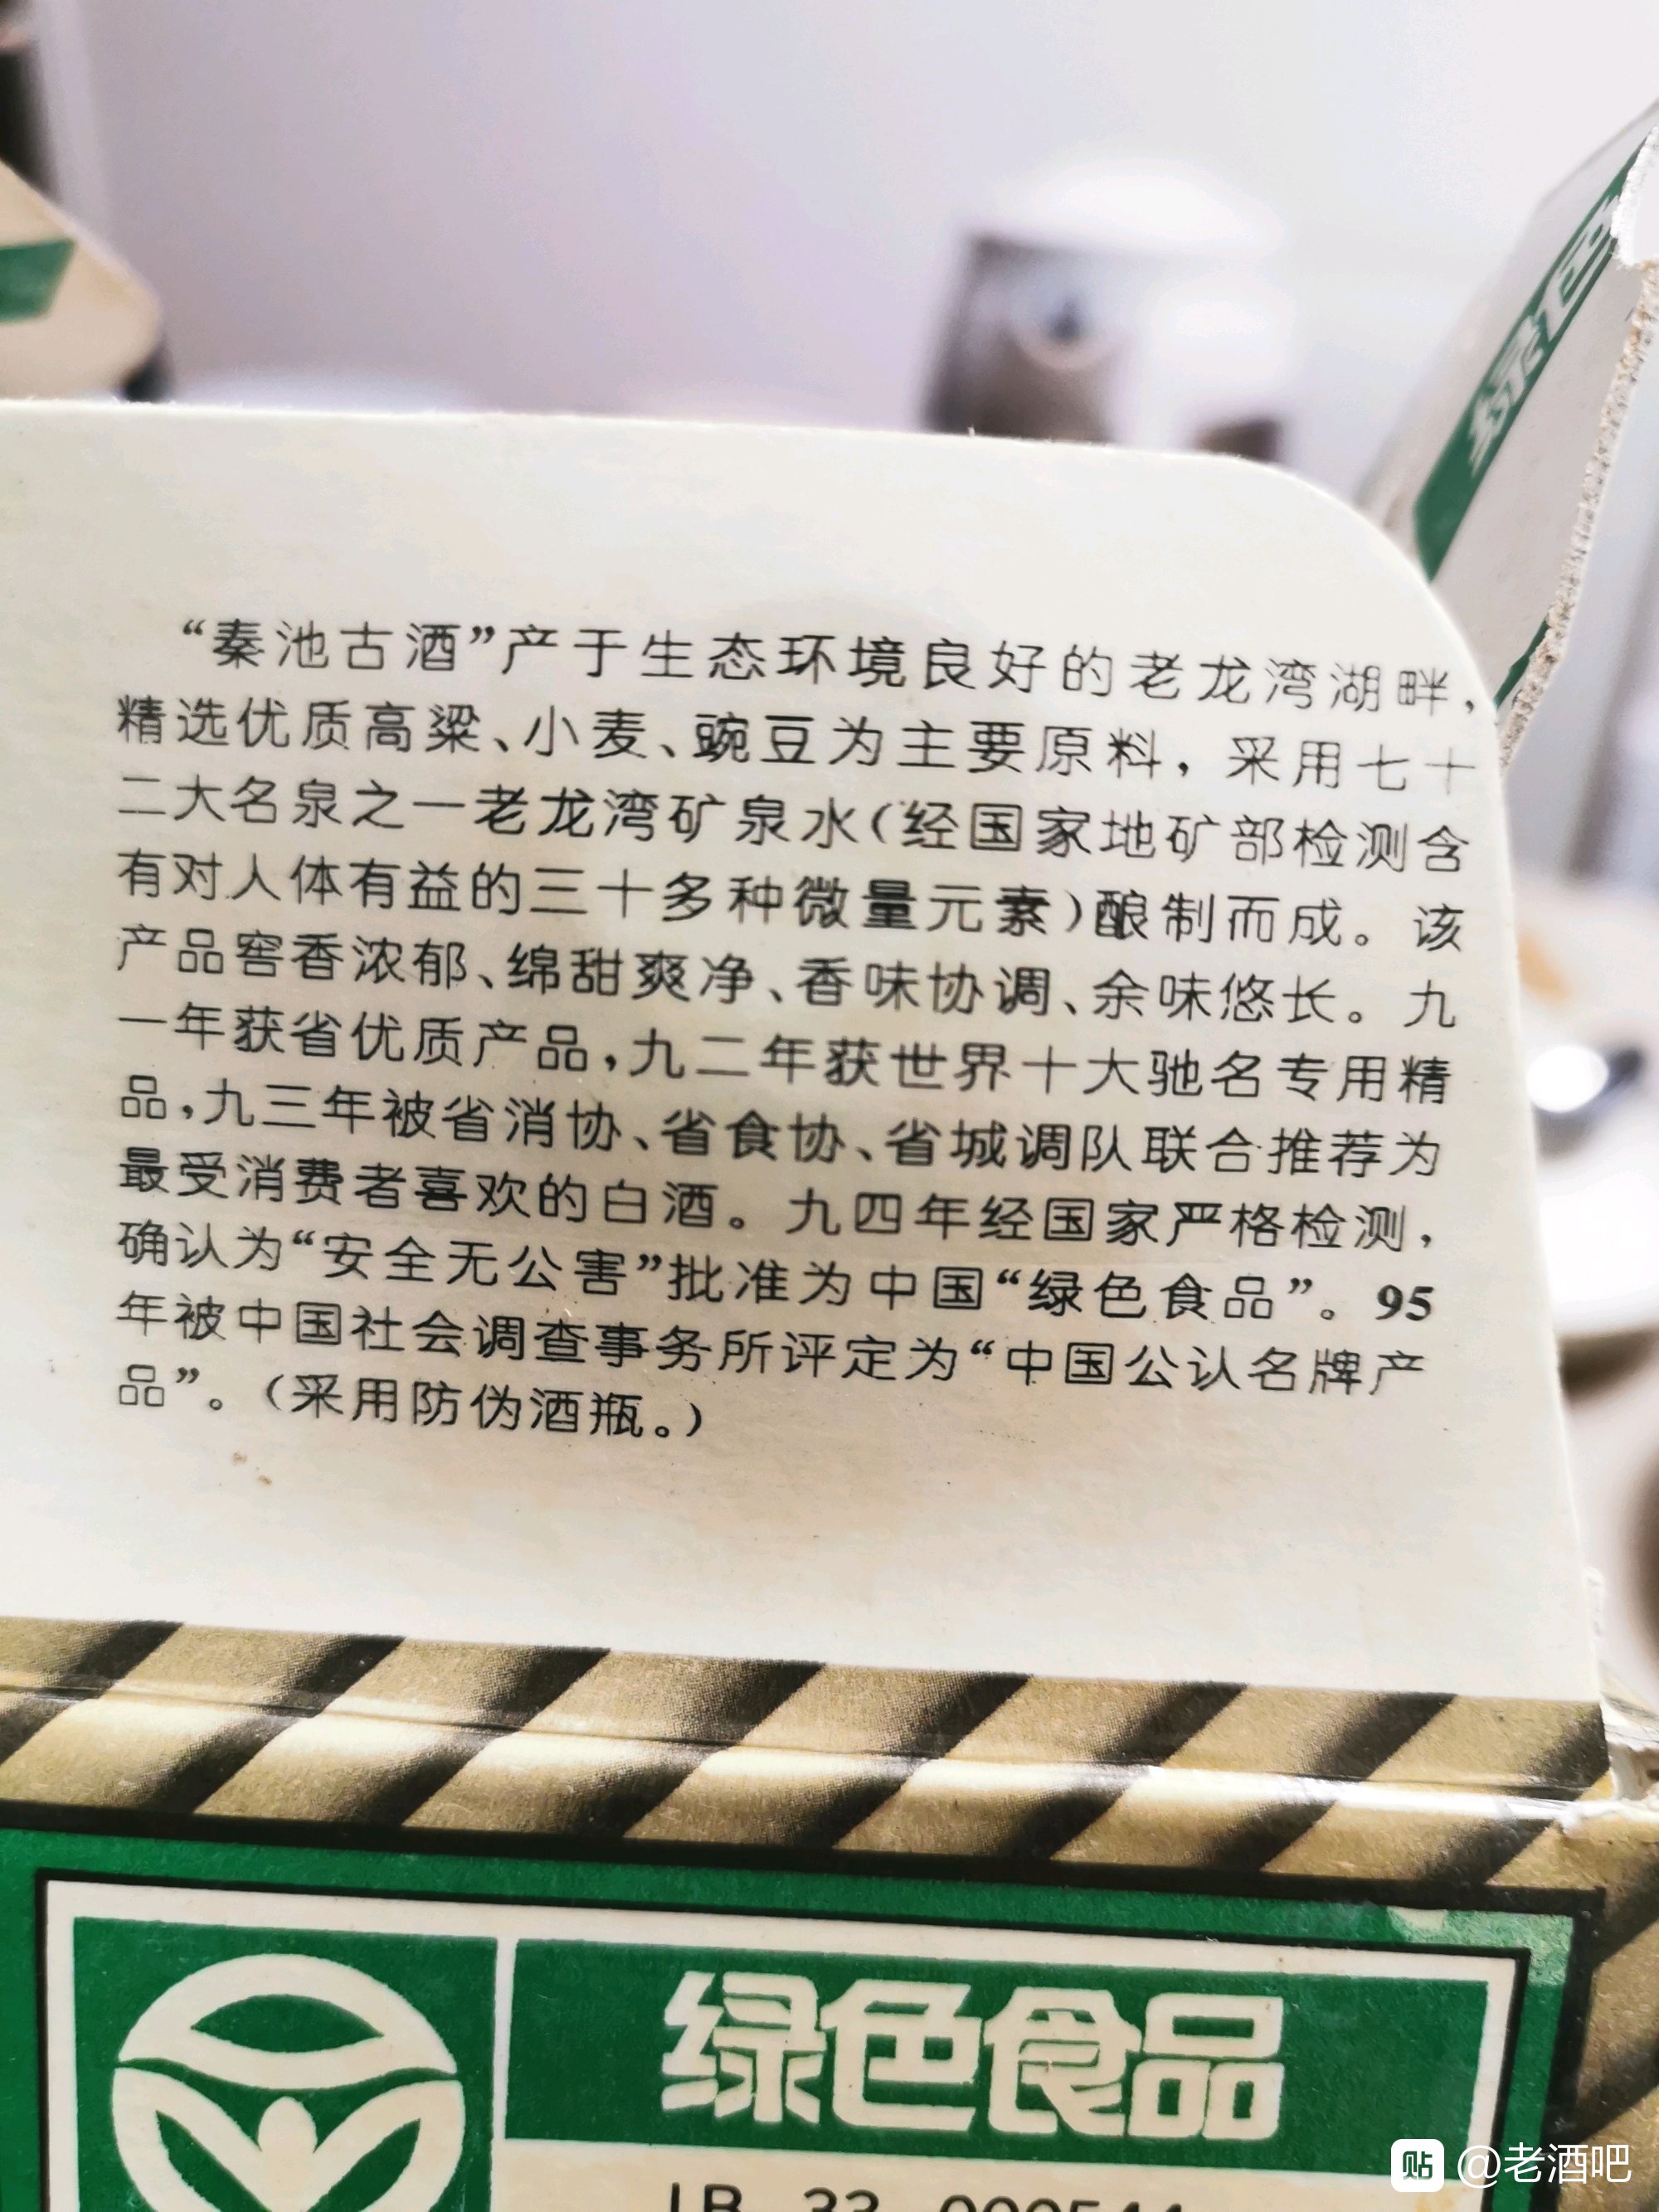 绿色
“秦池古酒”产于生态环境良好的老龙湾湖畔，
精选优质高粱、小麦、豌豆为主要原料，采用七十
二大名泉之一老龙湾矿泉水（经国家地矿部检测含
有对人体有益的三十多种微量元素）酿制而成。该
产品窖香浓郁、绵甜爽净、香味协调、余味悠长。九
一年获省优质产品，九二年获世界十大驰名专用精
品，九三年被省消协、省食协、省城调队联合推荐为
最受消费者喜欢的白酒。九四年经国家严格检测，
确认为“安全无公害”批准为中国“绿色食品”。95
年被中国社会调查事务所评定为“中国公认名牌产
品”。（采用防伪酒瓶。）
绿色食品
LB-33-
贴 @老酒吧